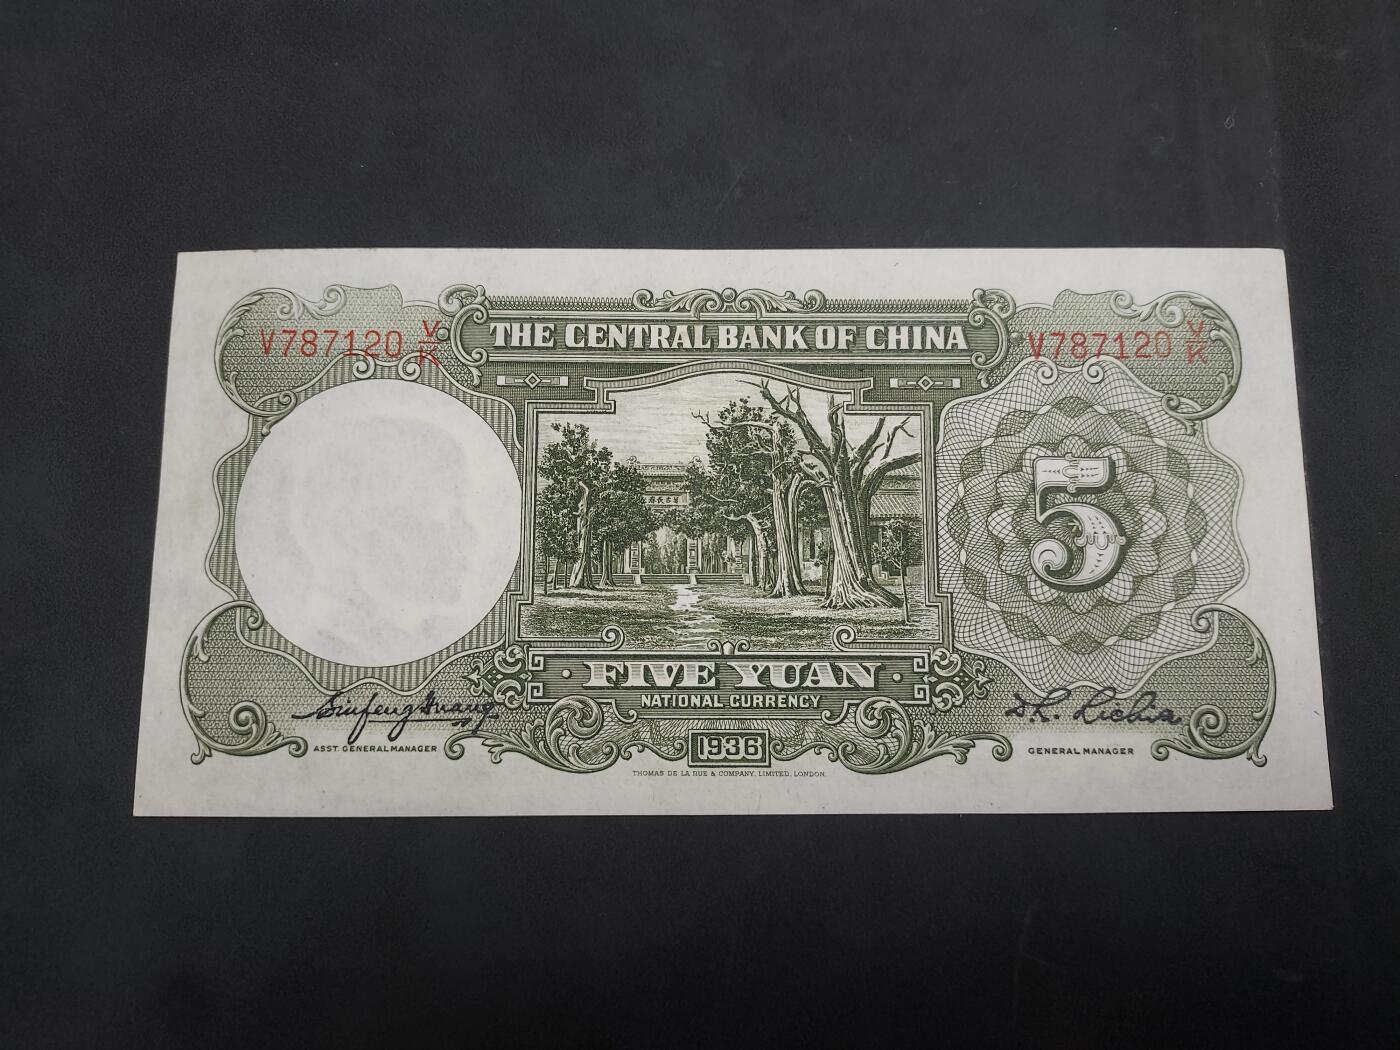 THE CENTRAL BANK OF CHINA
V787120 V/K
V787120 V/K
5
FIVE YUAN
NATIONAL CURRENCY
ASST. GENERAL MANAGER
GENERAL MANAGER
1936
THOMAS DE LA RUE & COMPANY, LIMITED, LONDON.